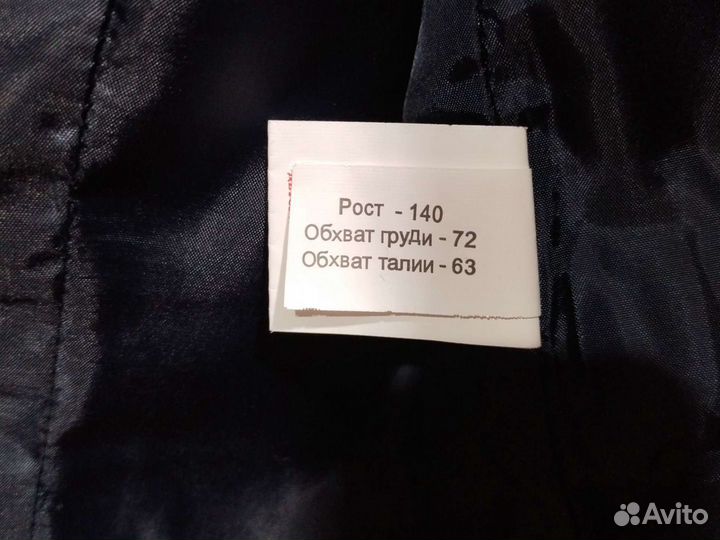 Рост - 140
Обхват груди - 72
Обхват талии - 63
Avito